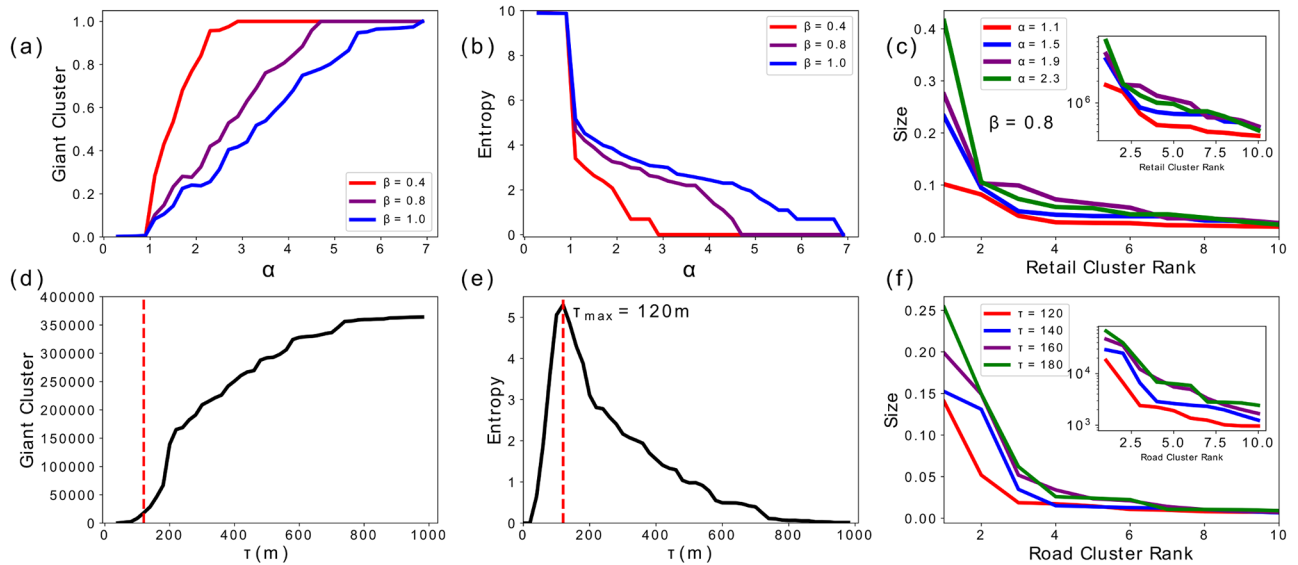 (a)
Giant Cluster
1.0
0.8
0.6
0.4
0.2
0.0
0 1 2 3 4 5 6 7
α
β = 0.4
β = 0.8
β = 1.0
(b)
Entropy
10
8
6
4
2
0
0 1 2 3 4 5 6 7
α
β = 0.4
β = 0.8
β = 1.0
(c)
Size
0.4
0.3
0.2
0.1
0.0
2 4 6 8 10
Retail Cluster Rank
α = 1.1
α = 1.5
α = 1.9
α = 2.3
β = 0.8
10⁶
2.5 5.0 7.5 10.0
Retail Cluster Rank
(d)
Giant Cluster
400000
350000
300000
250000
200000
150000
100000
50000
0
0 200 400 600 800 1000
τ(m)
(e)
Entropy
5
4
3
2
1
0
0 200 400 600 800 1000
τ(m)
τmax = 120m
(f)
Size
0.25
0.20
0.15
0.10
0.05
0.00
2 4 6 8 10
Road Cluster Rank
τ = 120
τ = 140
τ = 160
τ = 180
10⁴
10³
2.5 5.0 7.5 10.0
Road Cluster Rank